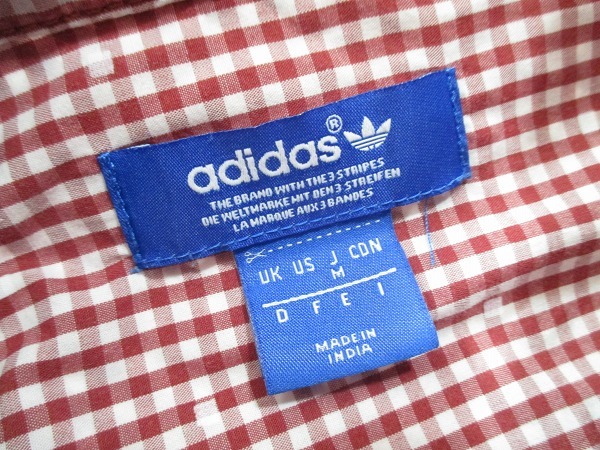 adidas®
THE BRAND WITH THE 3 STRIPES
DIE WELTMARKE MIT DEN 3 STREIFEN
LA MARQUE AUX 3 BANDES
UK US J CDN
M
D F E I
MADE IN
INDIA